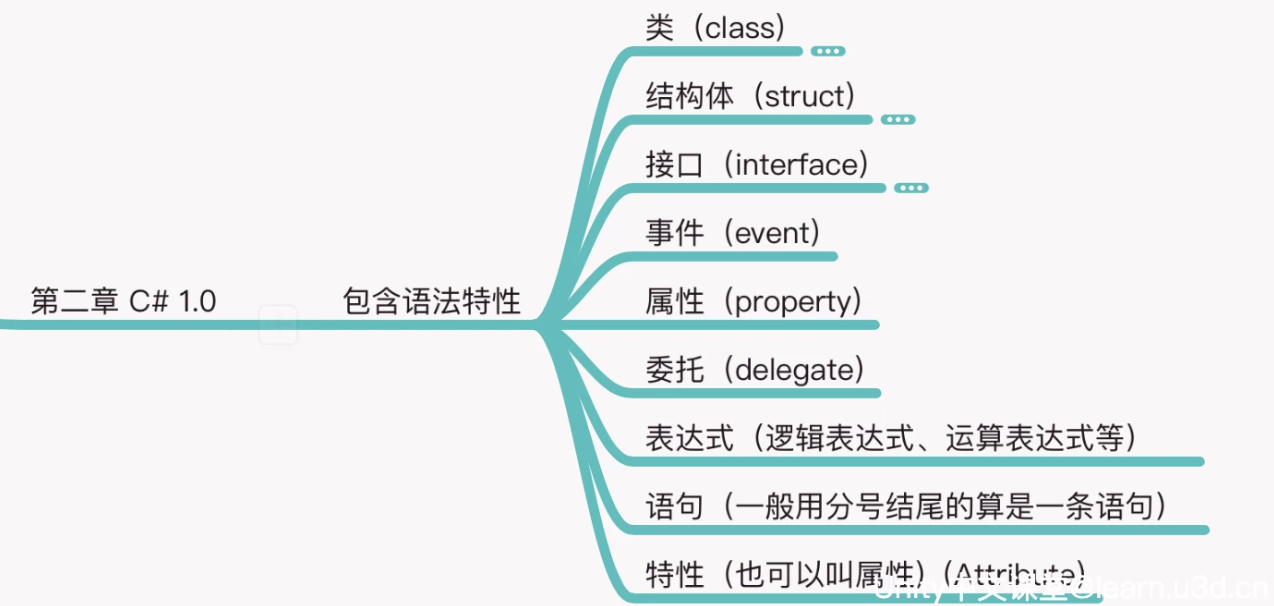 类（class）
结构体（struct）
接口（interface）
事件（event）
第二章 C# 1.0
包含语法特性
属性（property）
委托（delegate）
表达式（逻辑表达式、运算表达式等）
语句（一般用分号结尾的算是一条语句）
特性（也可以叫属性）（Attribute）
Unity中文课堂@learn.u3d.cn